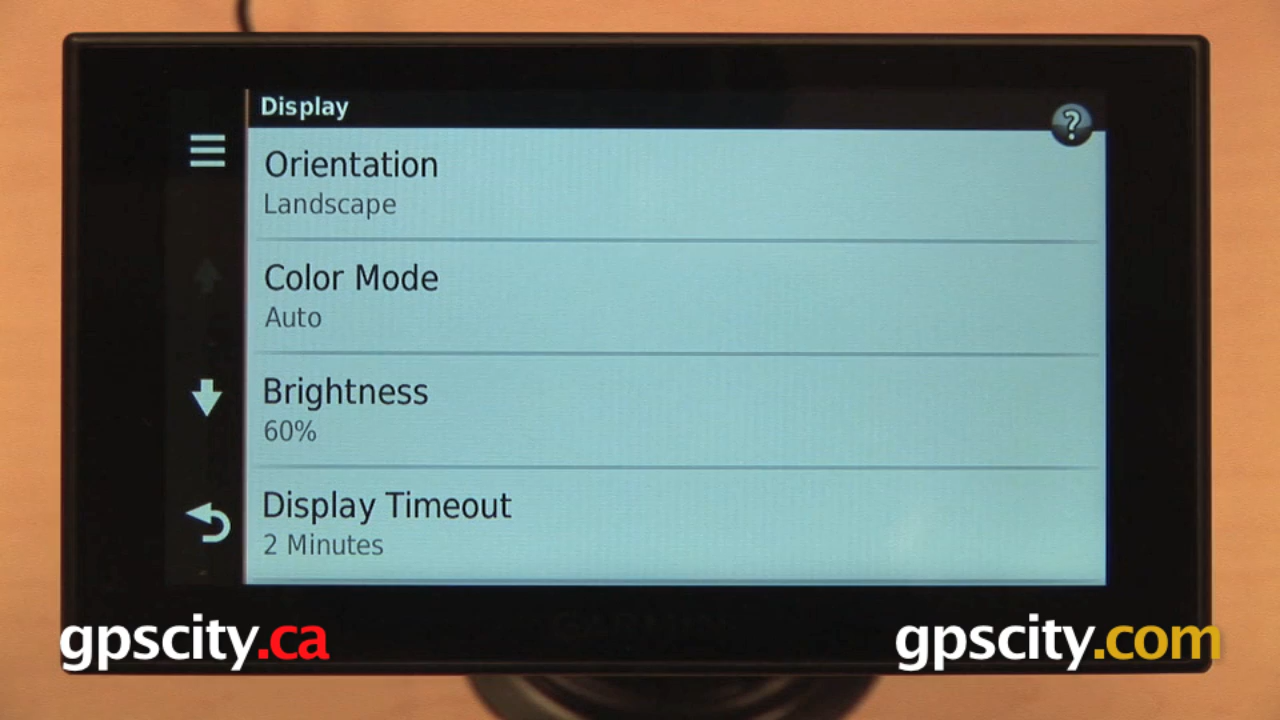 Display
?
Orientation
Landscape
Color Mode
Auto
Brightness
60%
Display Timeout
2 Minutes
gpscity.ca
gpscity.com